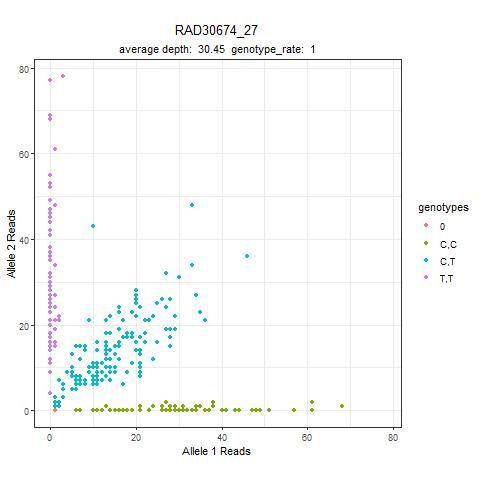 RAD30674_27
average depth: 30.45 genotype_rate: 1
80
60
40
20
0
Allele 2 Reads
0 20 40 60 80
Allele 1 Reads
genotypes
0
C,C
C,T
T,T